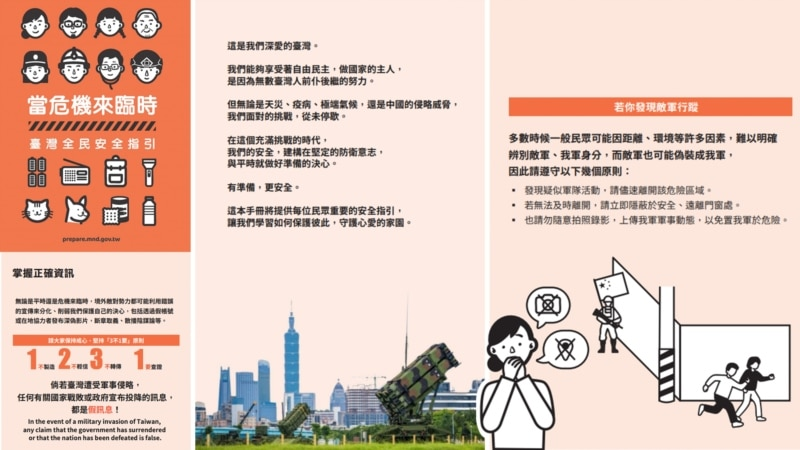 當危機來臨時
臺灣全民安全指引
prepare.mnd.gov.tw
掌握正確資訊
無論是平時還是危機來臨時，境外敵對勢力都可能利用錯誤
的宣傳來分化、削弱我們保護自己的決心，包括透過假帳號
或在地協力者發布深偽影片、斷章取義、散播陰謀論等。
請大家保持戒心，堅持「3不1要」原則
1不製造 2不輕信 3不轉傳 1要查證
倘若臺灣遭受軍事侵略，
任何有關國家戰敗或政府宣布投降的訊息，
都是假訊息！
In the event of a military invasion of Taiwan,
any claim that the government has surrendered
or that the nation has been defeated is false.
這是我們深愛的臺灣。
我們能夠享受著自由民主，做國家的主人，
是因為無數臺灣人前仆後繼的努力。
但無論是天災、疫病、極端氣候，還是中國的侵略威脅，
我們面對的挑戰，從未停歇。
在這個充滿挑戰的時代，
我們的安全，建構在堅定的防衛意志，
與平時就做好準備的決心。
有準備，更安全。
這本手冊將提供每位民眾重要的安全指引，
讓我們學習如何保護彼此，守護心愛的家園。
若你發現敵軍行蹤
多數時候一般民眾可能因距離、環境等許多因素，難以明確
辨別敵軍、我軍身分，而敵軍也可能偽裝成我軍，
因此請遵守以下幾個原則：
• 發現疑似軍隊活動，請儘速離開該危險區域。
• 若無法及時離開，請立即隱蔽於安全、遠離門窗處。
• 也請勿隨意拍照錄影，上傳我軍軍事動態，以免置我軍於危險。